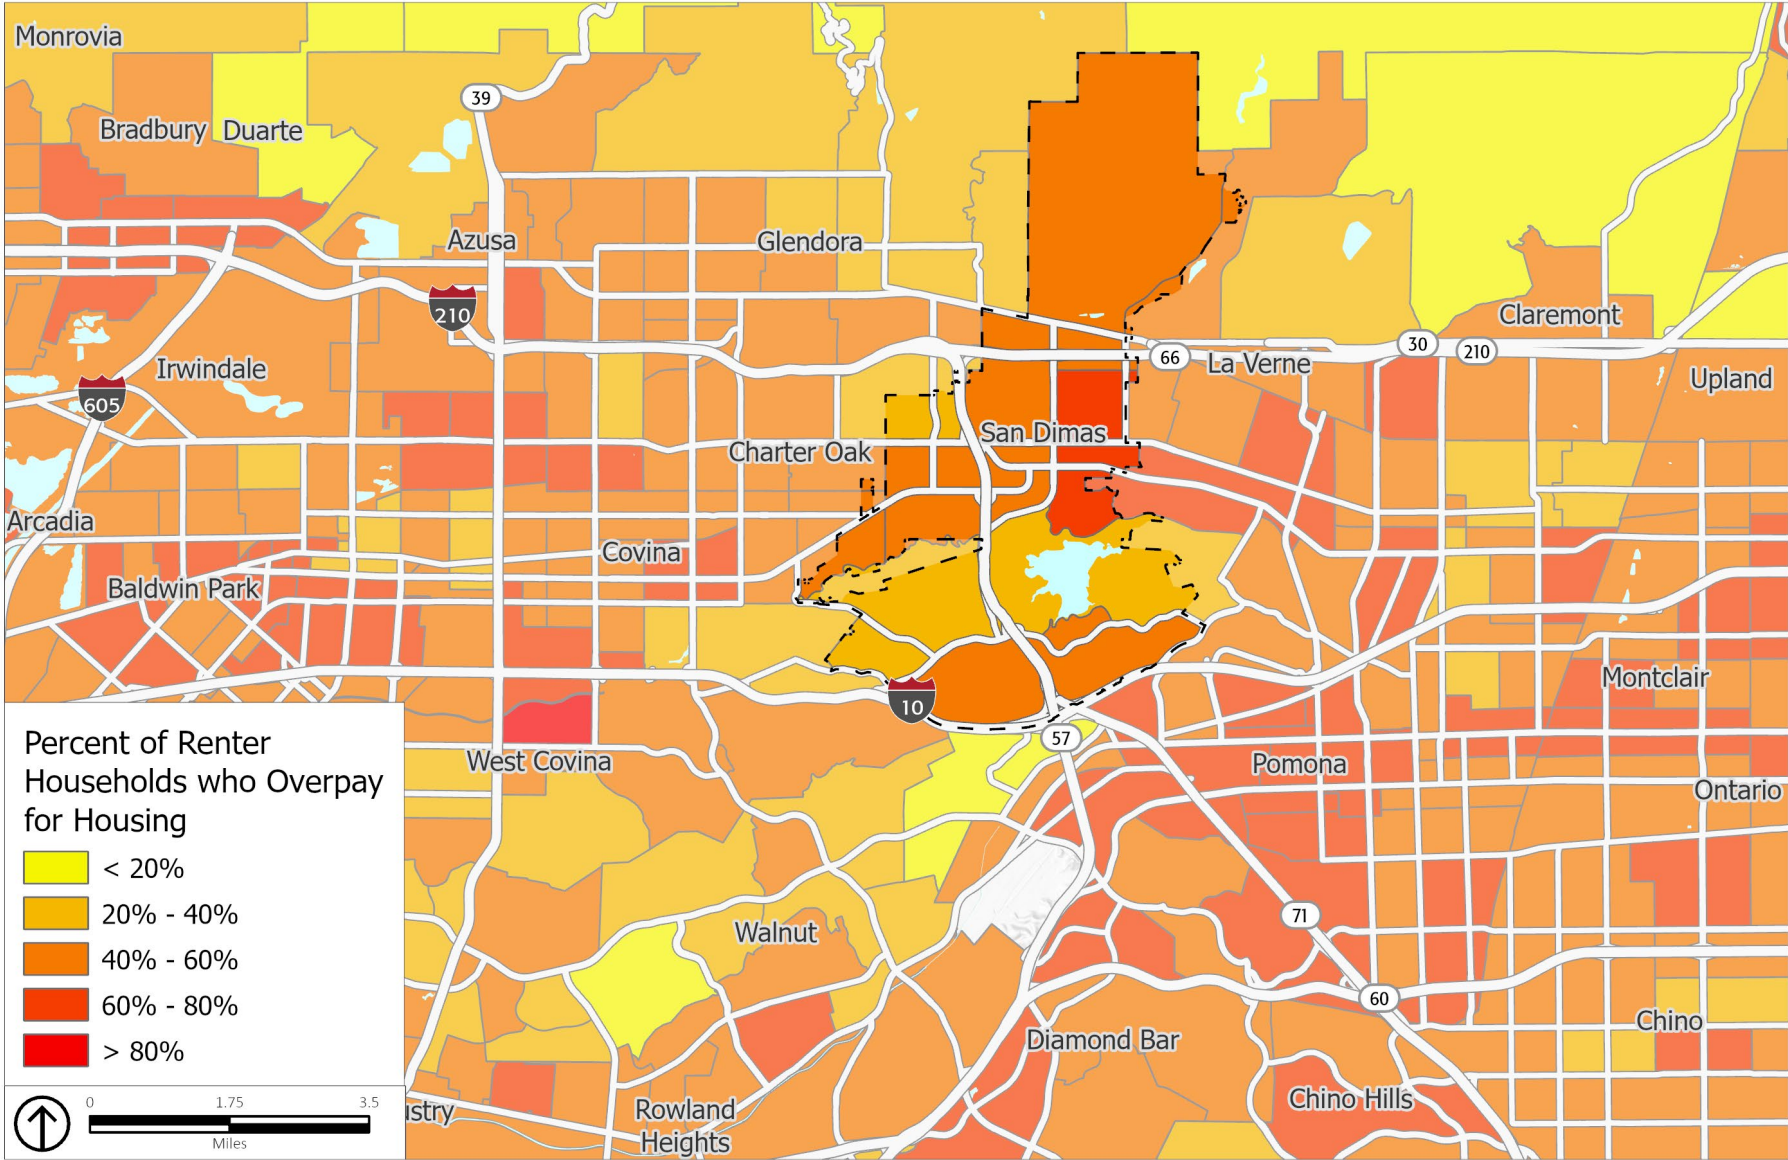 Monrovia
39
Bradbury Duarte
Azusa
Glendora
210
Claremont
30
210
66
La Verne
Irwindale
605
Upland
San Dimas
Charter Oak
Arcadia
Covina
Baldwin Park
10
Montclair
57
West Covina
Pomona
Ontario
71
Walnut
60
Chino
Diamond Bar
Chino Hills
ustry
Rowland
Heights
Percent of Renter
Households who Overpay
for Housing
< 20%
20% - 40%
40% - 60%
60% - 80%
> 80%
0 1.75 3.5
Miles